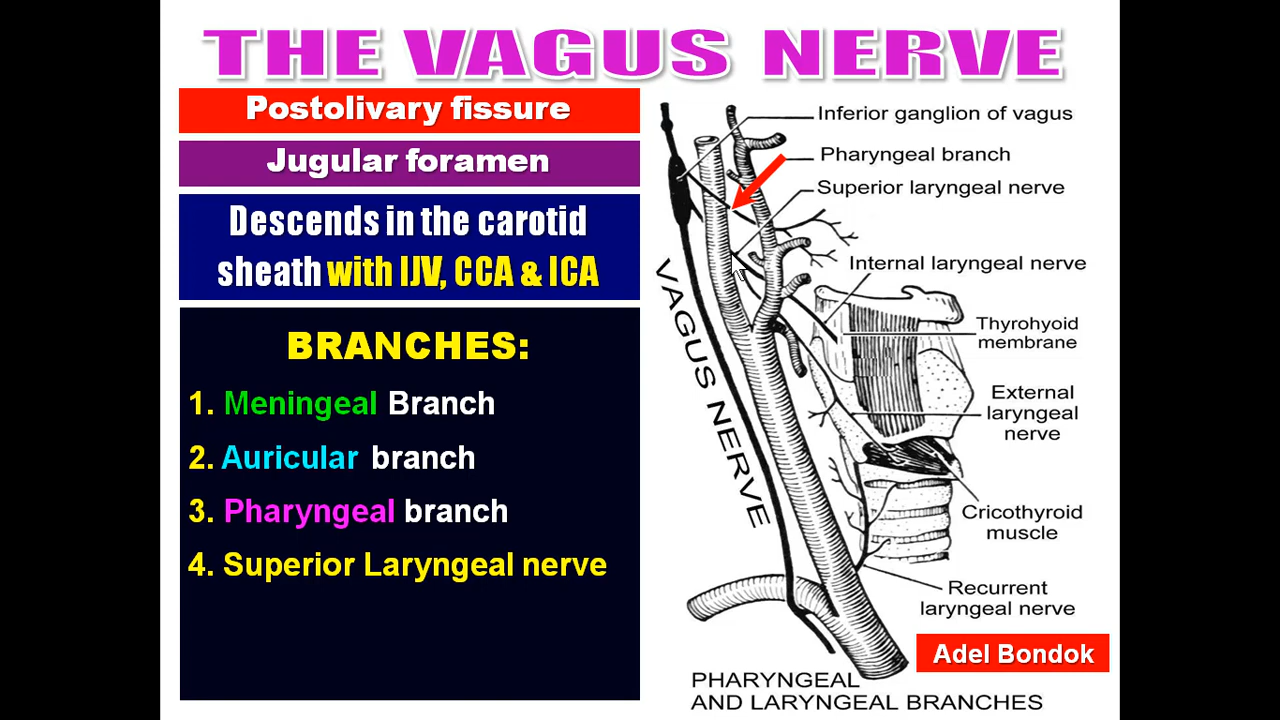 THE VAGUS NERVE
Postolivary fissure
Jugular foramen
Descends in the carotid
sheath with IJV, CCA & ICA
BRANCHES:
1. Meningeal Branch
2. Auricular branch
3. Pharyngeal branch
4. Superior Laryngeal nerve
Inferior ganglion of vagus
Pharyngeal branch
Superior laryngeal nerve
Internal laryngeal nerve
Thyrohyoid
membrane
External
laryngeal
nerve
Cricothyroid
muscle
Recurrent
laryngeal nerve
VAGUS NERVE
Adel Bondok
PHARYNGEAL
AND LARYNGEAL BRANCHES